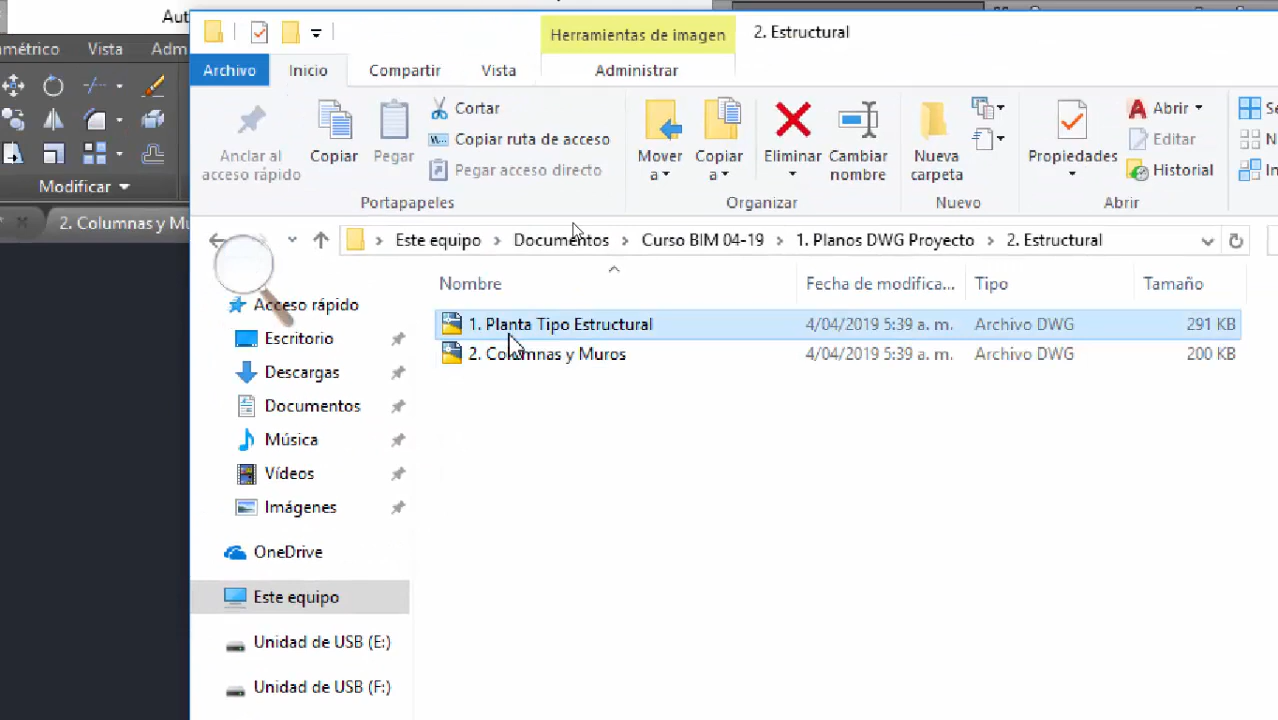 Aut
métrico Vista Adm
Modificar
2. Columnas y Mu
Herramientas de imagen 2. Estructural
Archivo Inicio Compartir Vista Administrar
Anclar al acceso rápido
Copiar
Pegar
Cortar
Copiar ruta de acceso
Pegar acceso directo
Portapapeles
Mover a
Copiar a
Eliminar
Cambiar nombre
Organizar
Nueva carpeta
Nuevo
Propiedades
Abrir
Editar
Historial
Abrir
Este equipo > Documentos > Curso BIM 04-19 > 1. Planos DWG Proyecto > 2. Estructural
Nombre Fecha de modifica... Tipo Tamaño
1. Planta Tipo Estructural 4/04/2019 5:39 a. m. Archivo DWG 291 KB
2. Columnas y Muros 4/04/2019 5:39 a. m. Archivo DWG 200 KB
Acceso rápido
Escritorio
Descargas
Documentos
Música
Vídeos
Imágenes
OneDrive
Este equipo
Unidad de USB (E:)
Unidad de USB (F:)